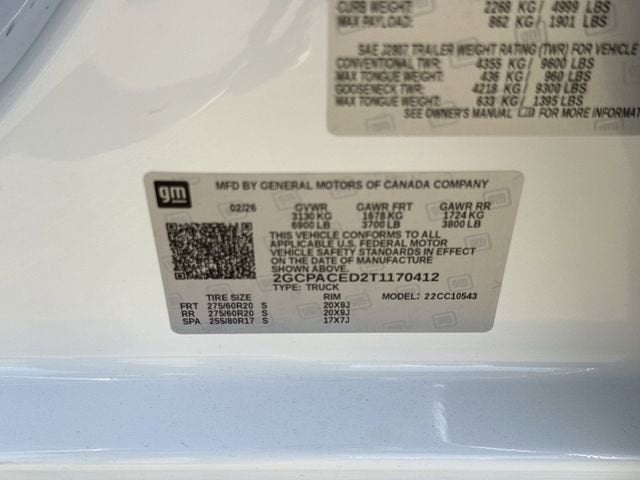 CURB WEIGHT 2268 KG / 4999 LBS
MAX PAYLOAD: 862 KG / 1901 LBS
SAE J2807 TRAILER WEIGHT RATING (TWR) FOR VEHICLE
CONVENTIONAL TWR: 4355 KG / 9600 LBS
MAX TONGUE WEIGHT: 436 KG / 960 LBS
GOOSENECK TWR: 4218 KG / 9300 LBS
MAX TONGUE WEIGHT: 633 KG / 1395 LBS
SEE OWNER'S MANUAL FOR MORE INFORMAT
gm MFD BY GENERAL MOTORS OF CANADA COMPANY
02/26 GVWR GAWR FRT GAWR RR
3130 KG 1678 KG 1724 KG
6900 LB 3700 LB 3800 LB
THIS VEHICLE CONFORMS TO ALL
APPLICABLE U.S. FEDERAL MOTOR
VEHICLE SAFETY STANDARDS IN EFFECT
ON THE DATE OF MANUFACTURE
SHOWN ABOVE.
2GCPACED2T1170412
TYPE: TRUCK
TIRE SIZE RIM MODEL: 22CC10543
FRT 275/60R20 S 20X9J
RR 275/60R20 S 20X9J
SPA 255/80R17 S 17X7J